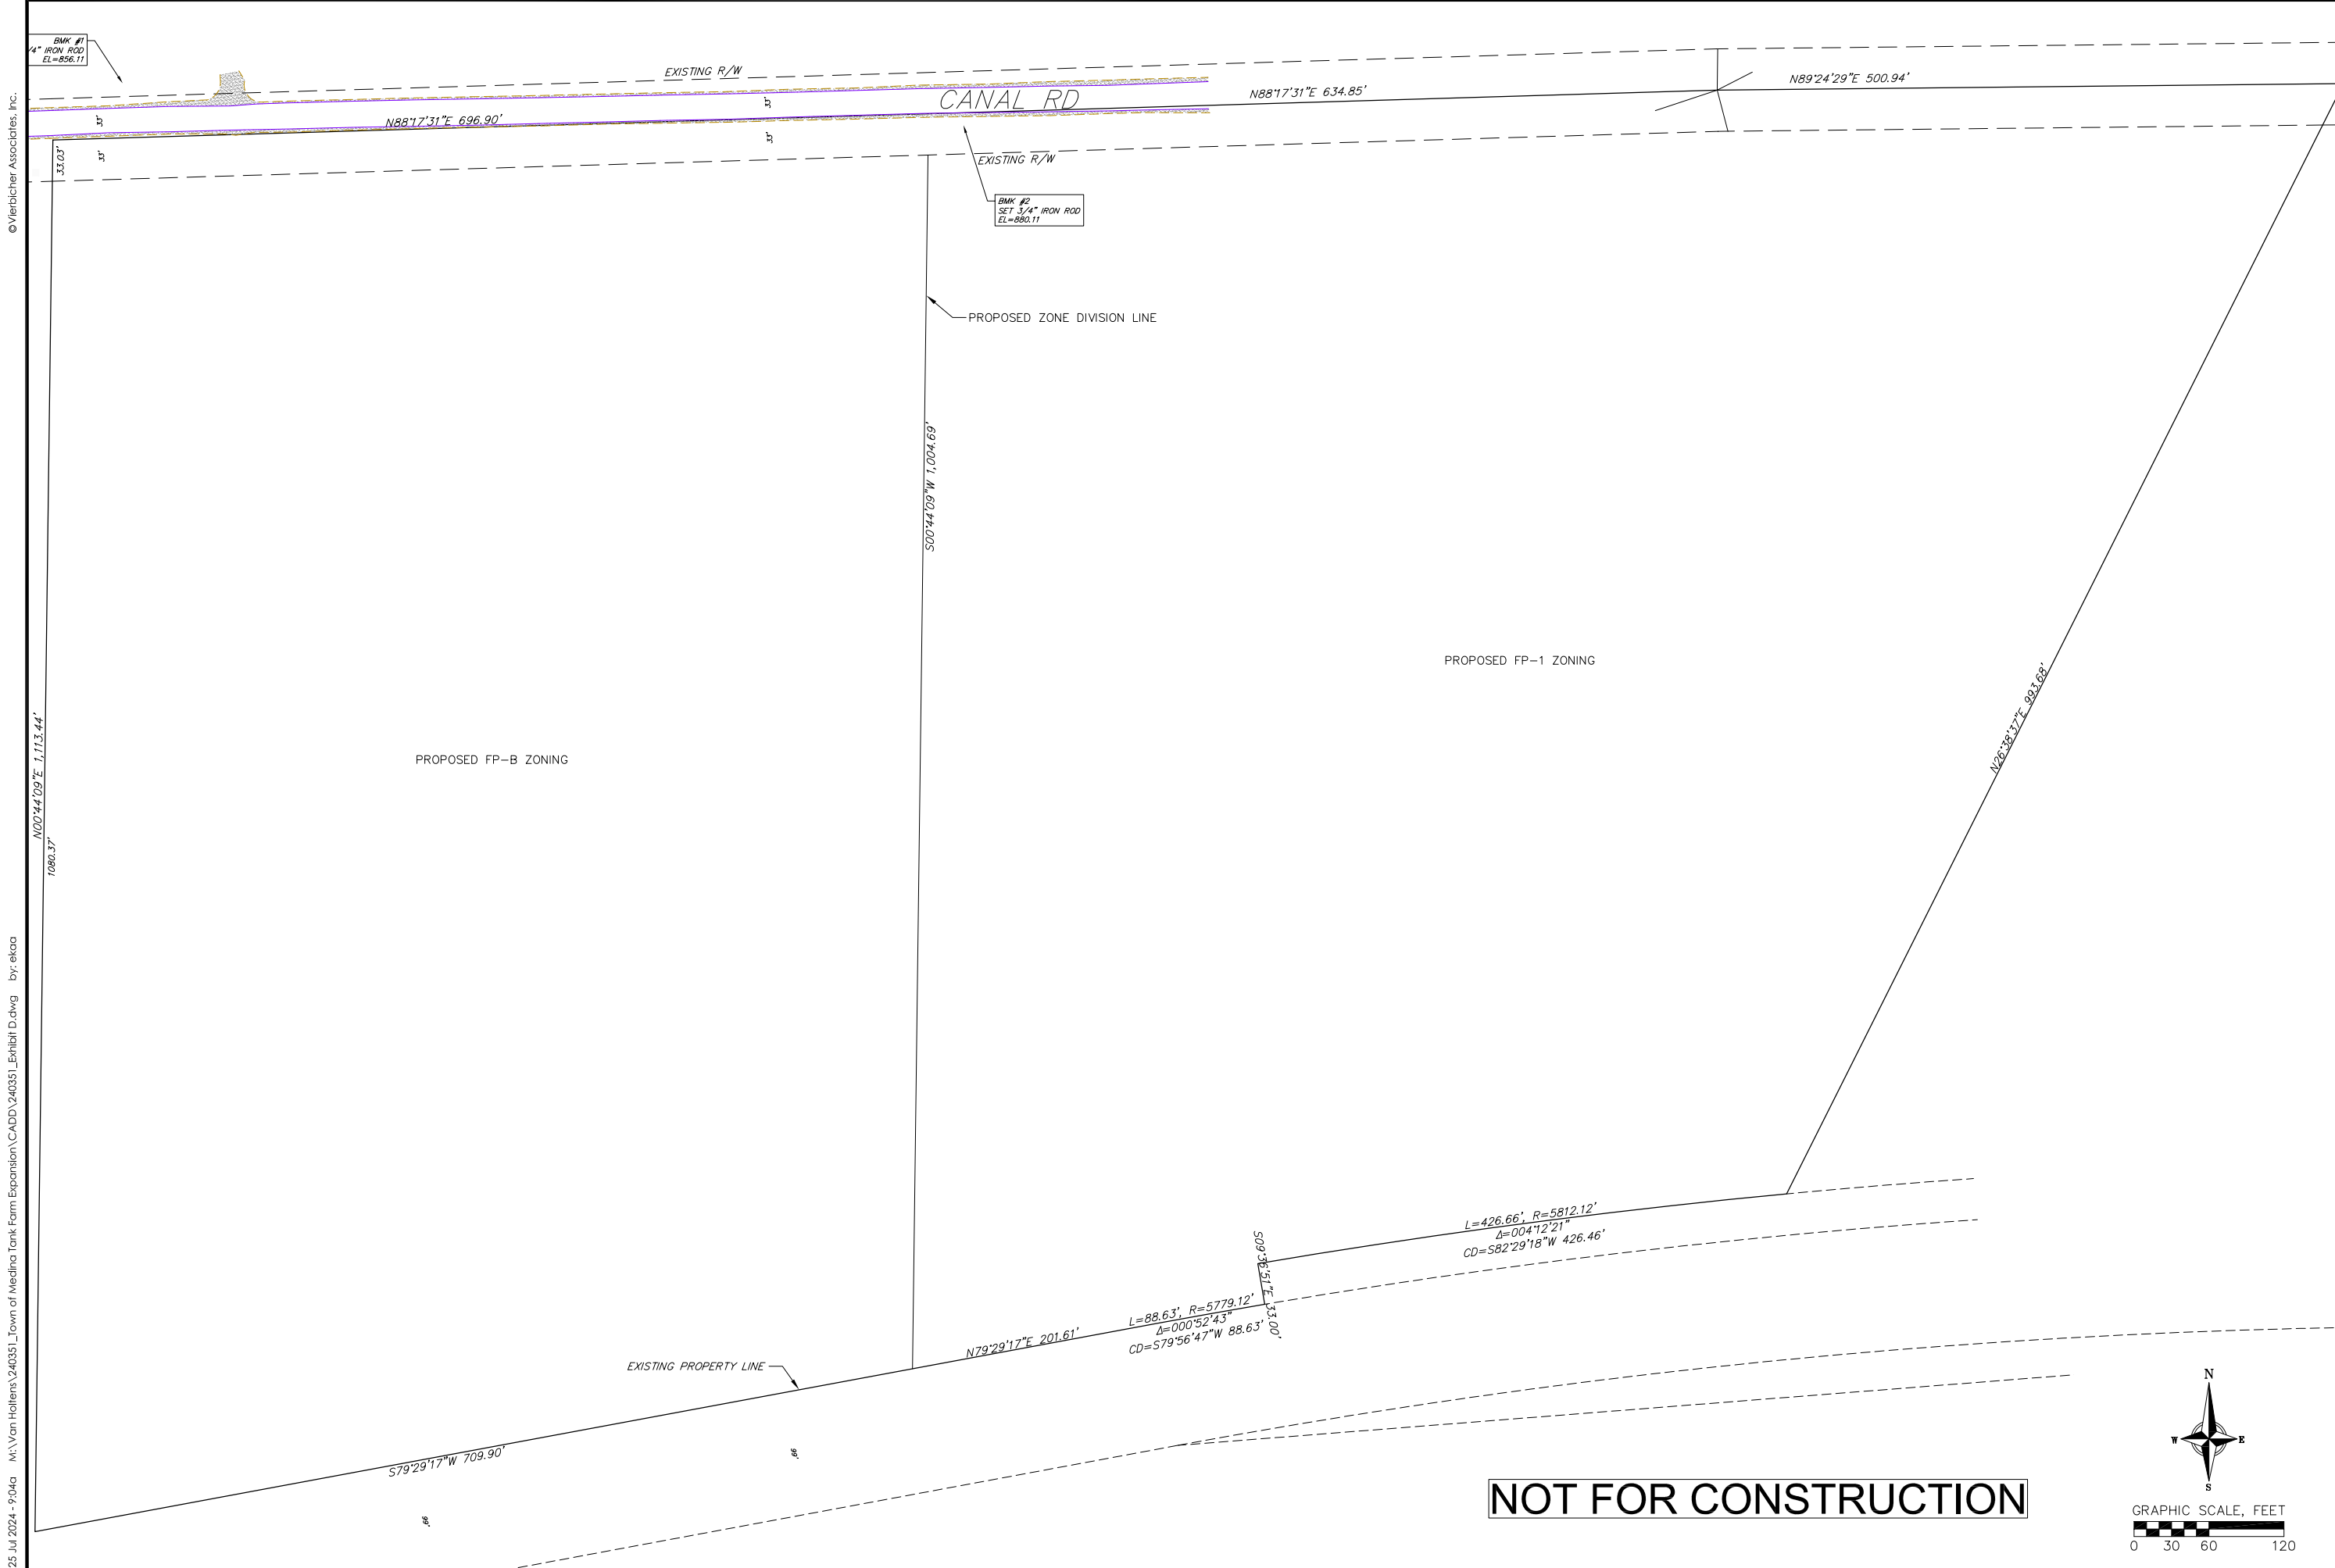 BMK #1
/4" IRON ROD
EL=856.11
EXISTING R/W
CANAL RD
N88°17'31"E 634.85'
N89°24'29"E 500.94'
33'
33'
N88°17'31"E 696.90'
33'
33'
33.03'
EXISTING R/W
BMK #2
SET 3/4" IRON ROD
EL=880.11
PROPOSED ZONE DIVISION LINE
S00°44'09"W 1,004.69'
PROPOSED FP-1 ZONING
N26°38'37"E 993.68'
PROPOSED FP-B ZONING
N00°44'09"E 1,113.44'
1080.37'
L=426.66', R=5812.12'
Δ=004°12'21"
CD=S82°29'18"W 426.46'
S09°36'51"E 33.00'
L=88.63', R=5779.12'
Δ=000°52'43"
CD=S79°56'47"W 88.63'
N79°29'17"E 201.61'
EXISTING PROPERTY LINE
S79°29'17"W 709.90'
99'
99'
NOT FOR CONSTRUCTION
N
W
E
S
GRAPHIC SCALE, FEET
0 30 60 120
©Vierbicher Associates, Inc.
25 Jul 2024 - 9:04a M:\Van Holtens\240351_Town of Medina Tank Farm Expansion\CADD\240351_Exhibit D.dwg by: ekaa